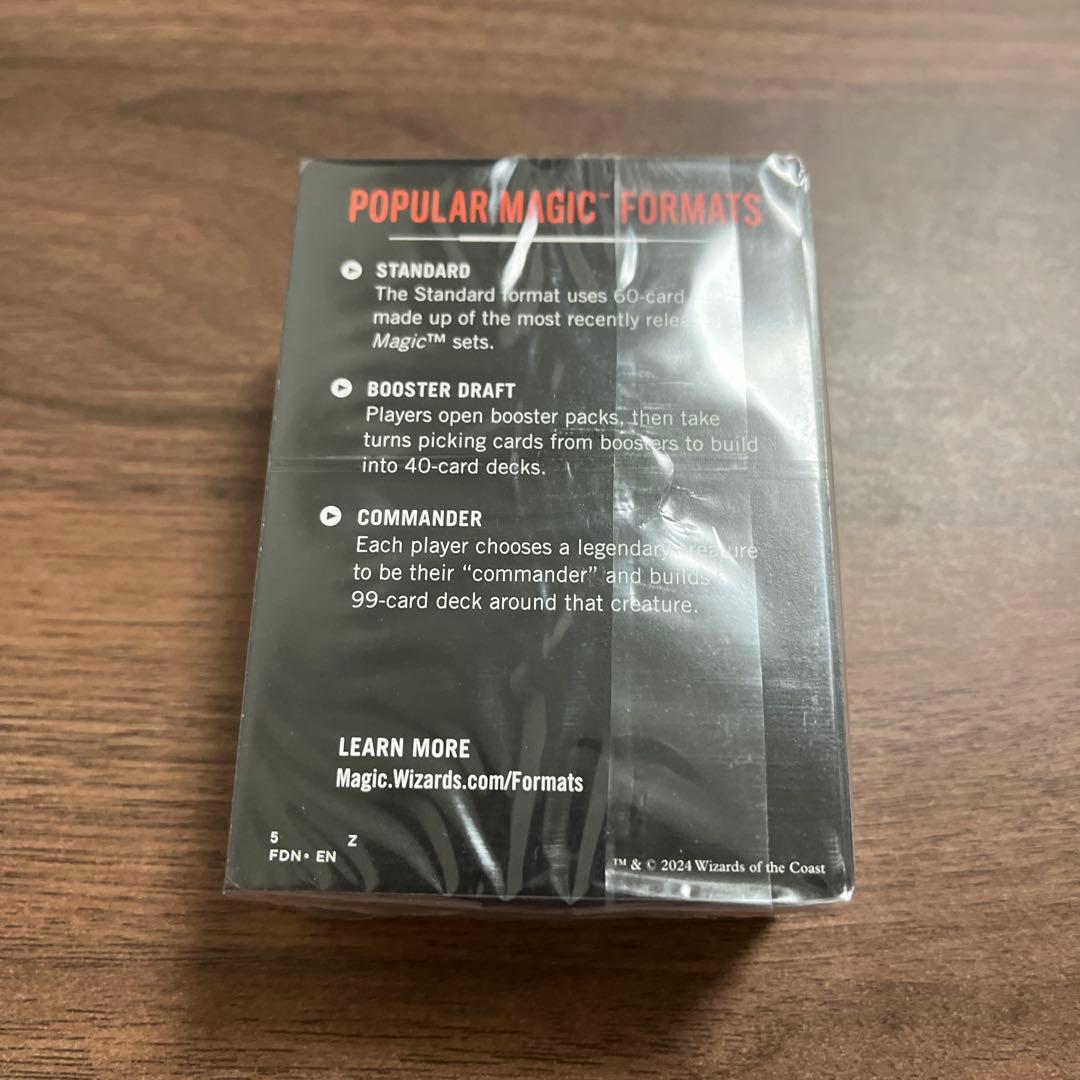 POPULAR MAGIC™ FORMATS
STANDARD
The Standard format uses 60-card
made up of the most recently
Magic™ sets.
BOOSTER DRAFT
Players open booster packs, then take
turns picking cards from boosters to build
into 40-card decks.
COMMANDER
Each player chooses a legendary creature
to be their “commander” and builds a
99-card deck around that creature.
LEARN MORE
Magic.Wizards.com/Formats
5 Z
FDN • EN
™ & © 2024 Wizards of the Coast